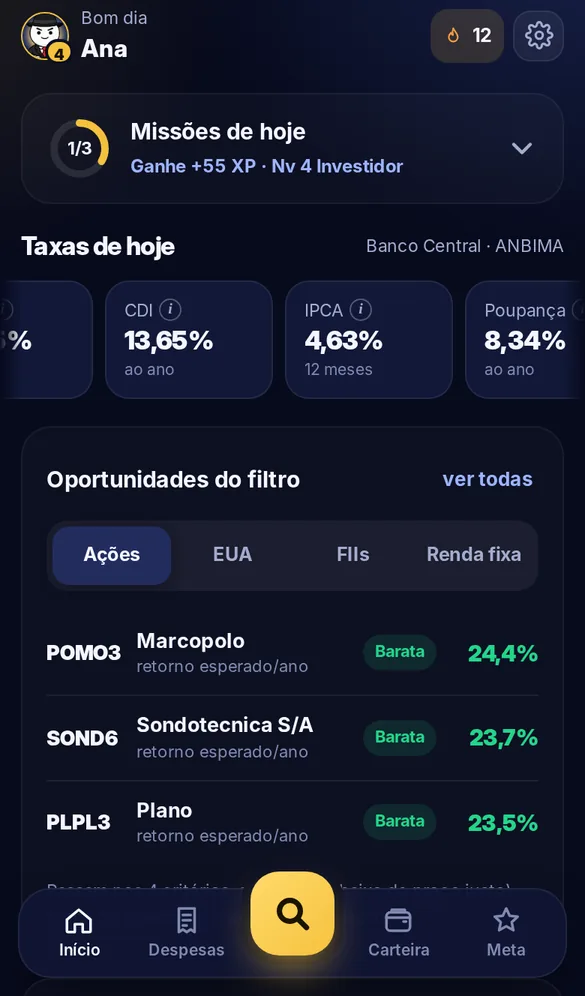 Bom dia
Ana
4
12
1/3
Missões de hoje
Ganhe +55 XP · Nv 4 Investidor
Taxas de hoje
Banco Central · ANBIMA
%
CDI i
13,65%
ao ano
IPCA i
4,63%
12 meses
Poupança
8,34%
ao ano
Oportunidades do filtro
ver todas
Ações
EUA
FIIs
Renda fixa
POMO3
Marcopolo
retorno esperado/ano
Barata
24,4%
SOND6
Sondotecnica S/A
retorno esperado/ano
Barata
23,7%
PLPL3
Plano
retorno esperado/ano
Barata
23,5%
Início
Despesas
Carteira
Meta